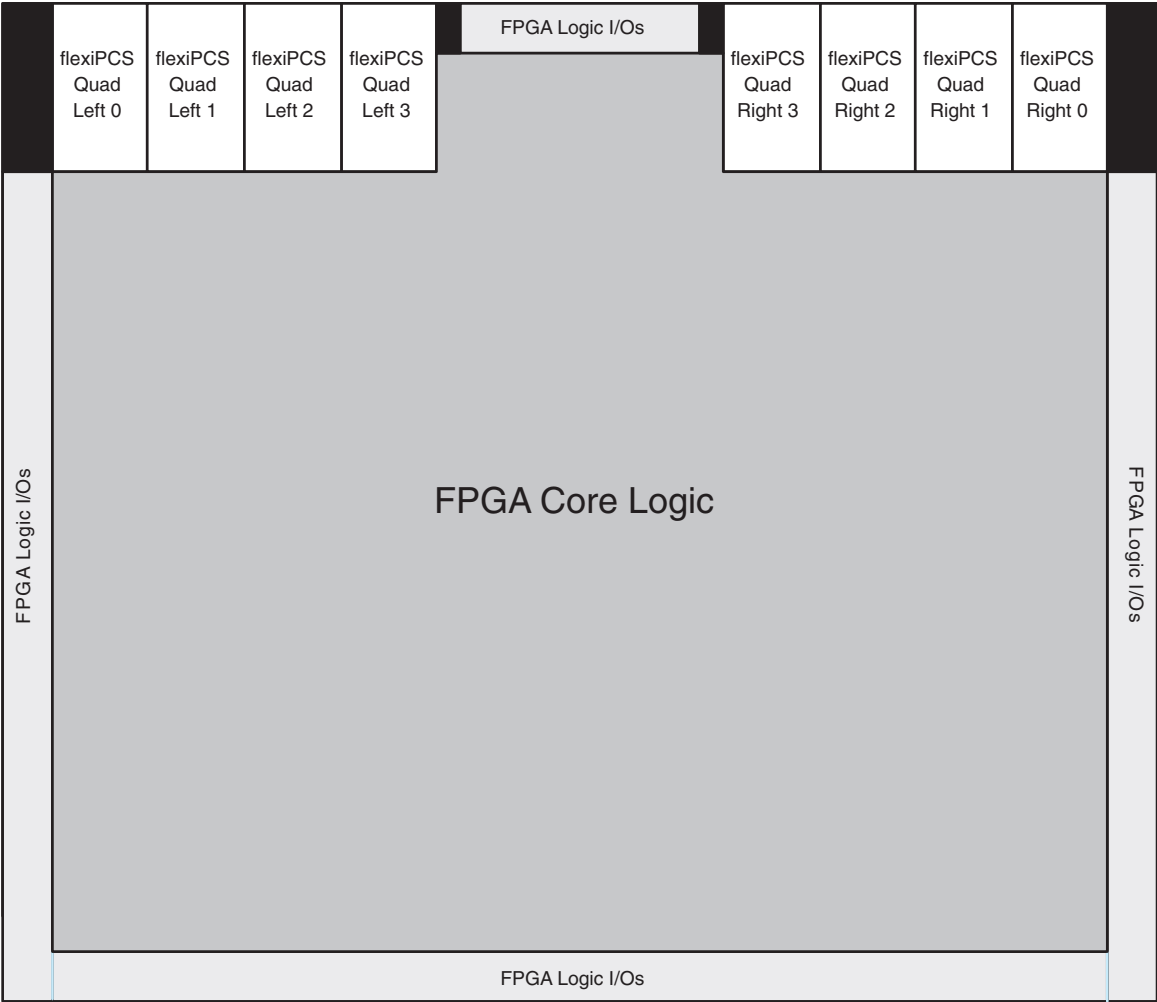 FPGA Logic I/Os
flexiPCS
Quad
Left 0
flexiPCS
Quad
Left 1
flexiPCS
Quad
Left 2
flexiPCS
Quad
Left 3
flexiPCS
Quad
Right 3
flexiPCS
Quad
Right 2
flexiPCS
Quad
Right 1
flexiPCS
Quad
Right 0
FPGA Logic I/Os
FPGA Core Logic
FPGA Logic I/Os
FPGA Logic I/Os